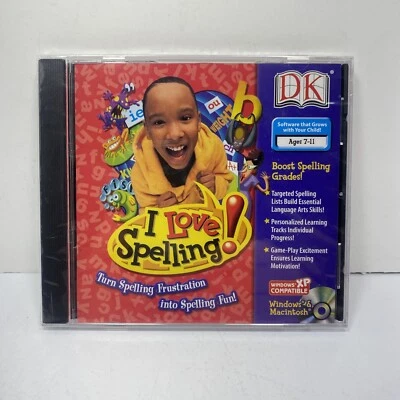 DK
Software that Grows
with Your Child!
Ages 7-11
Boost Spelling
Grades!
Targeted Spelling
Lists Build Essential
Language Arts Skills!
Personalized Learning
Tracks Individual
Progress!
Game-Play Excitement
Ensures Learning
Motivation!
WINDOWS XP
COMPATIBLE
Windows® &
Macintosh®
ie
ou
A+
I Love
Spelling!
Turn Spelling Frustration
into Spelling Fun!